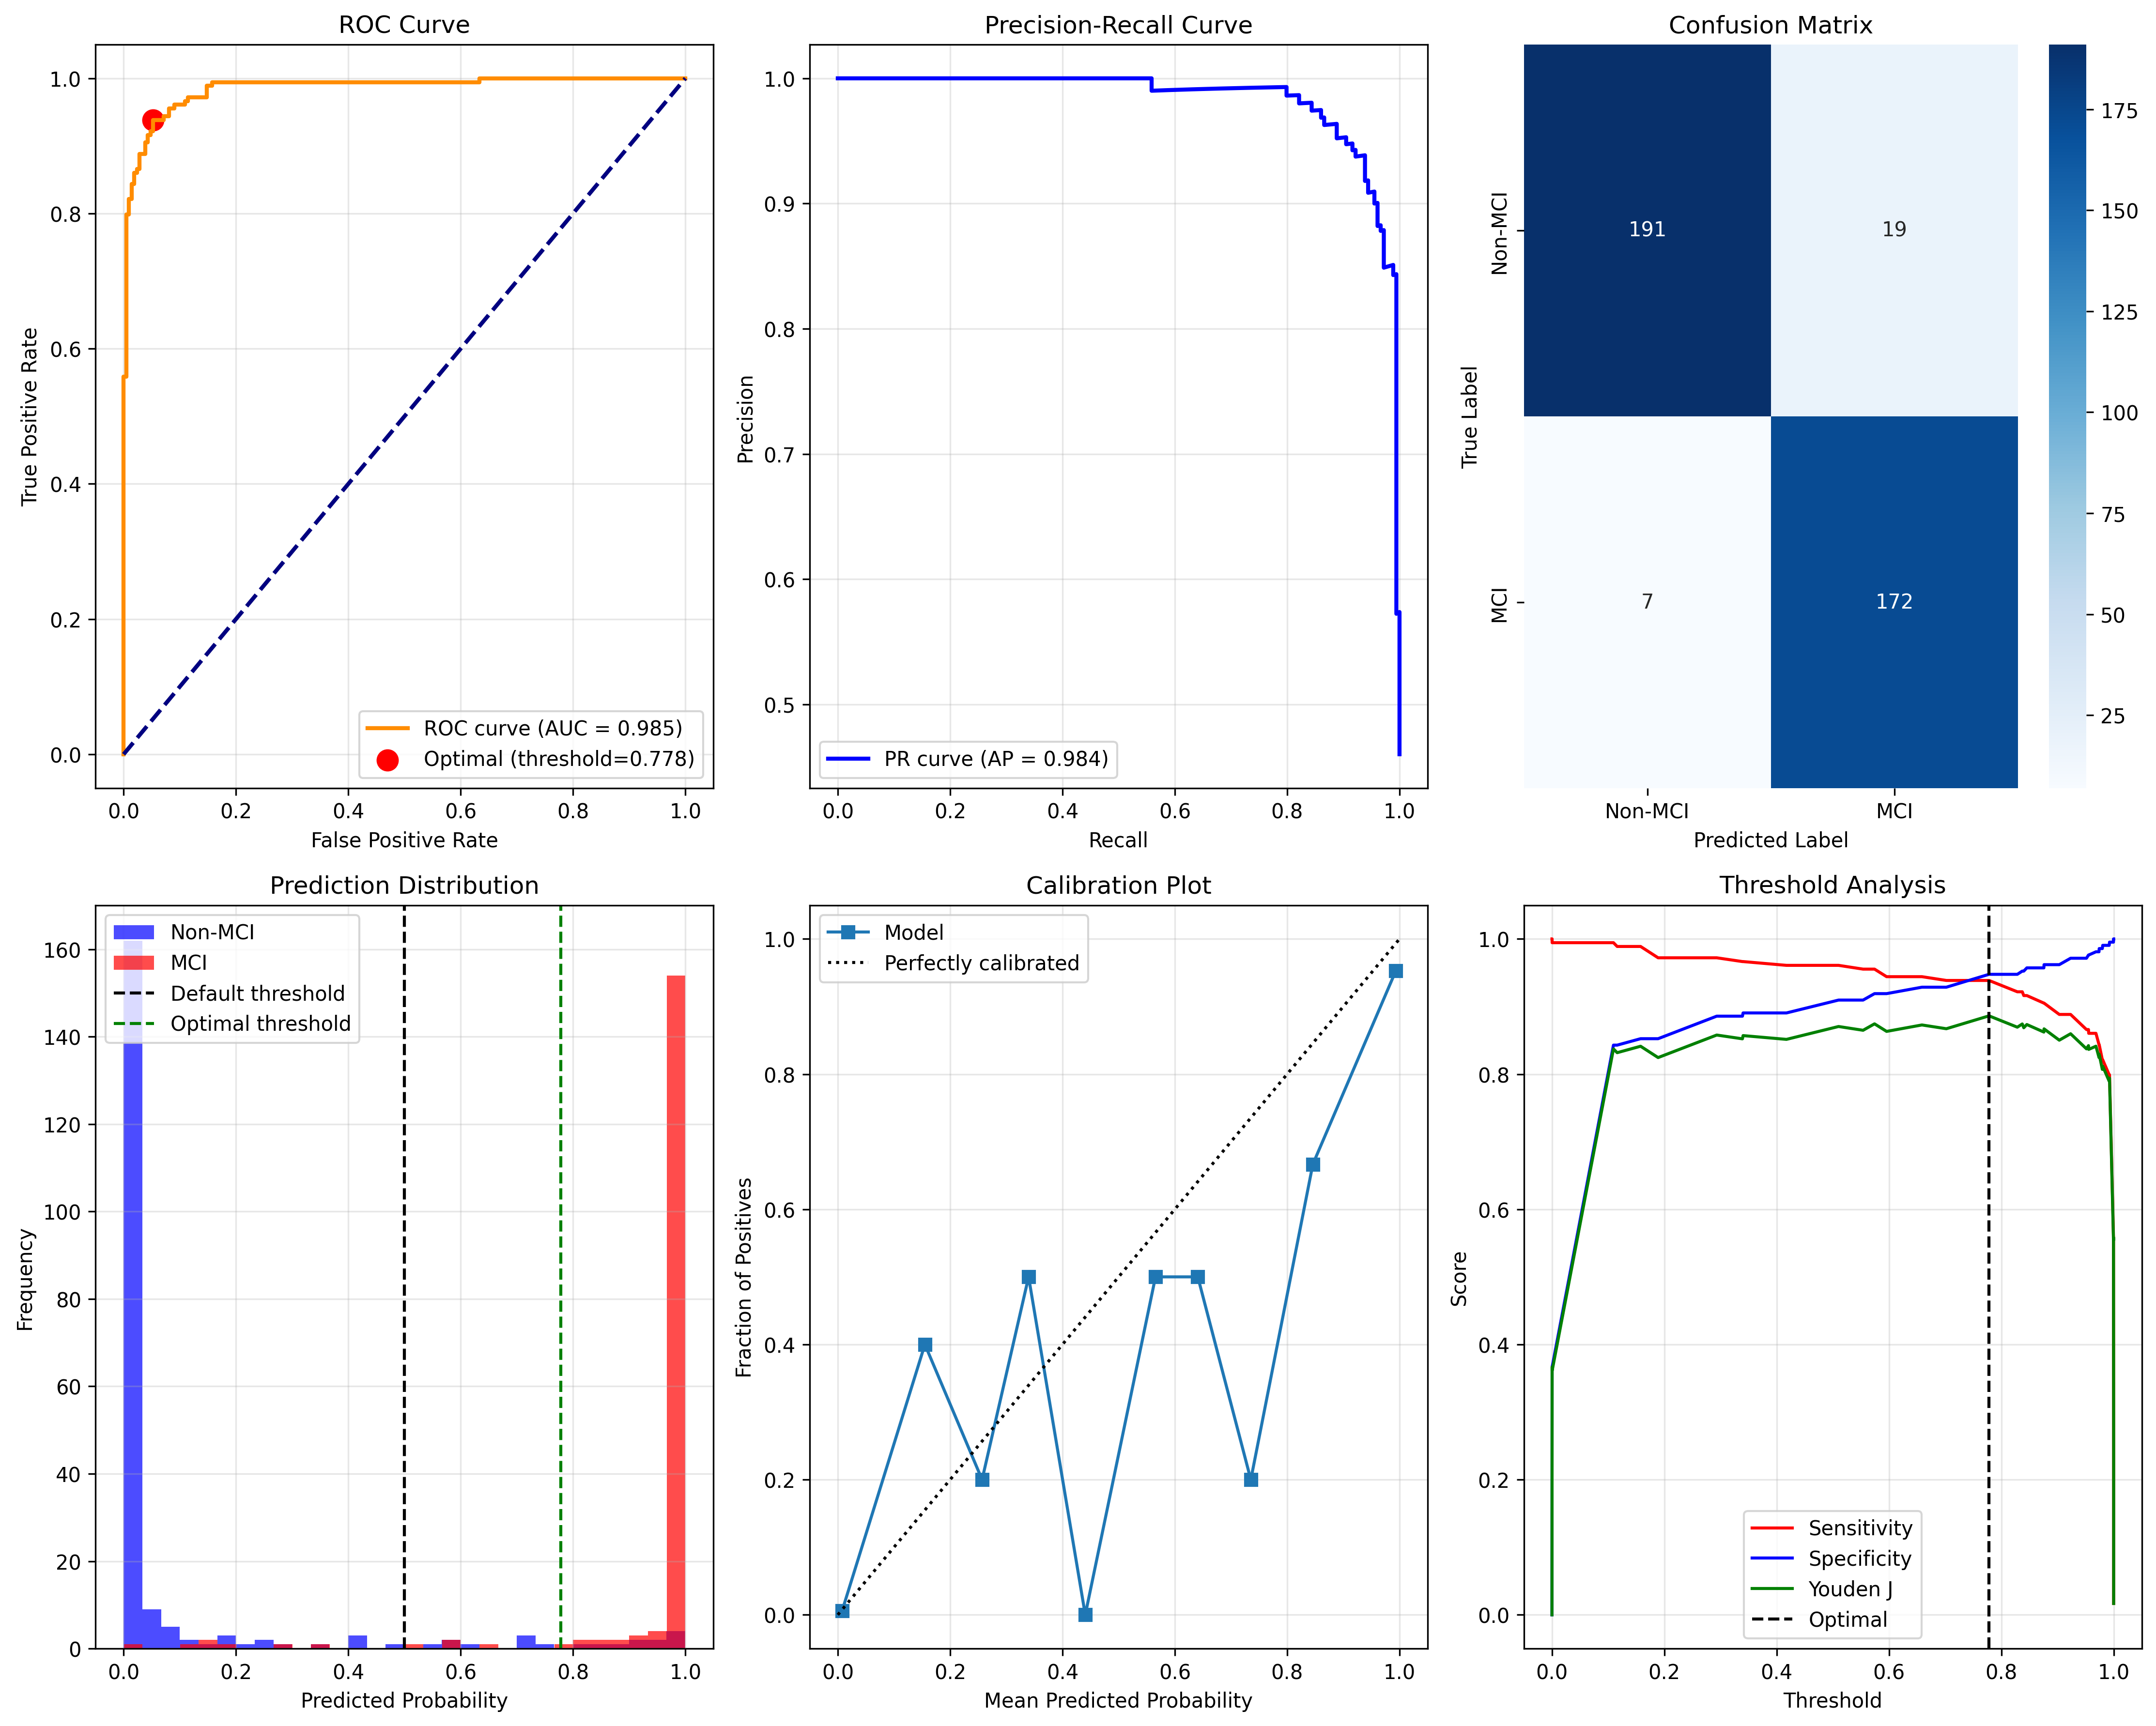 ROC Curve
1.0
0.8
0.6
0.4
0.2
0.0
True Positive Rate
ROC curve (AUC = 0.985)
Optimal (threshold=0.778)
0.0 0.2 0.4 0.6 0.8 1.0
False Positive Rate
Precision-Recall Curve
1.0
0.9
0.8
0.7
0.6
0.5
Precision
PR curve (AP = 0.984)
0.0 0.2 0.4 0.6 0.8 1.0
Recall
Confusion Matrix
True Label
Non-MCI
191 19
MCI
7 172
Non-MCI MCI
Predicted Label
175
150
125
100
75
50
25
Prediction Distribution
Non-MCI
MCI
Default threshold
Optimal threshold
160
140
120
100
80
60
40
20
0
Frequency
0.0 0.2 0.4 0.6 0.8 1.0
Predicted Probability
Calibration Plot
Model
Perfectly calibrated
1.0
0.8
0.6
0.4
0.2
0.0
Fraction of Positives
0.0 0.2 0.4 0.6 0.8 1.0
Mean Predicted Probability
Threshold Analysis
1.0
0.8
0.6
0.4
0.2
0.0
Score
Sensitivity
Specificity
Youden J
Optimal
0.0 0.2 0.4 0.6 0.8 1.0
Threshold